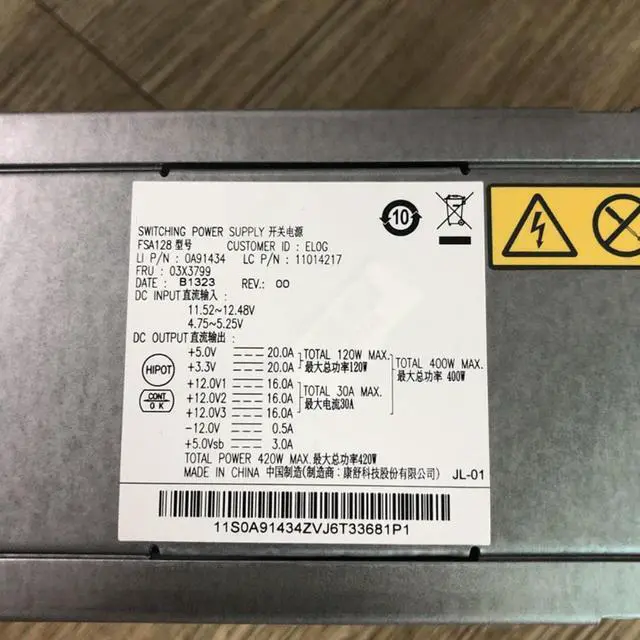 SWITCHING POWER SUPPLY 开关电源
FSA128 型号 CUSTOMER ID : ELOG
LI P/N : 0A91434 LC P/N : 11014217
FRU : 03X3799
DATE : B1323 REV.: 00
DC INPUT 直流输入 :
11.52~12.48V
4.75~5.25V
DC OUTPUT 直流输出 :
+5.0V 20.0A TOTAL 120W MAX.
+3.3V 20.0A 最大总功率120W
TOTAL 400W MAX.
最大总功率 400W
+12.0V1 16.0A TOTAL 30A MAX.
+12.0V2 16.0A 最大电流30A
+12.0V3 16.0A
-12.0V 0.5A
+5.0Vsb 3.0A
HIPOT
CONT
OK
TOTAL POWER 420W MAX.最大总功率420W
MADE IN CHINA 中国制造(制造商：康舒科技股份有限公司) JL-01
11S0A91434ZVJ6T33681P1
10